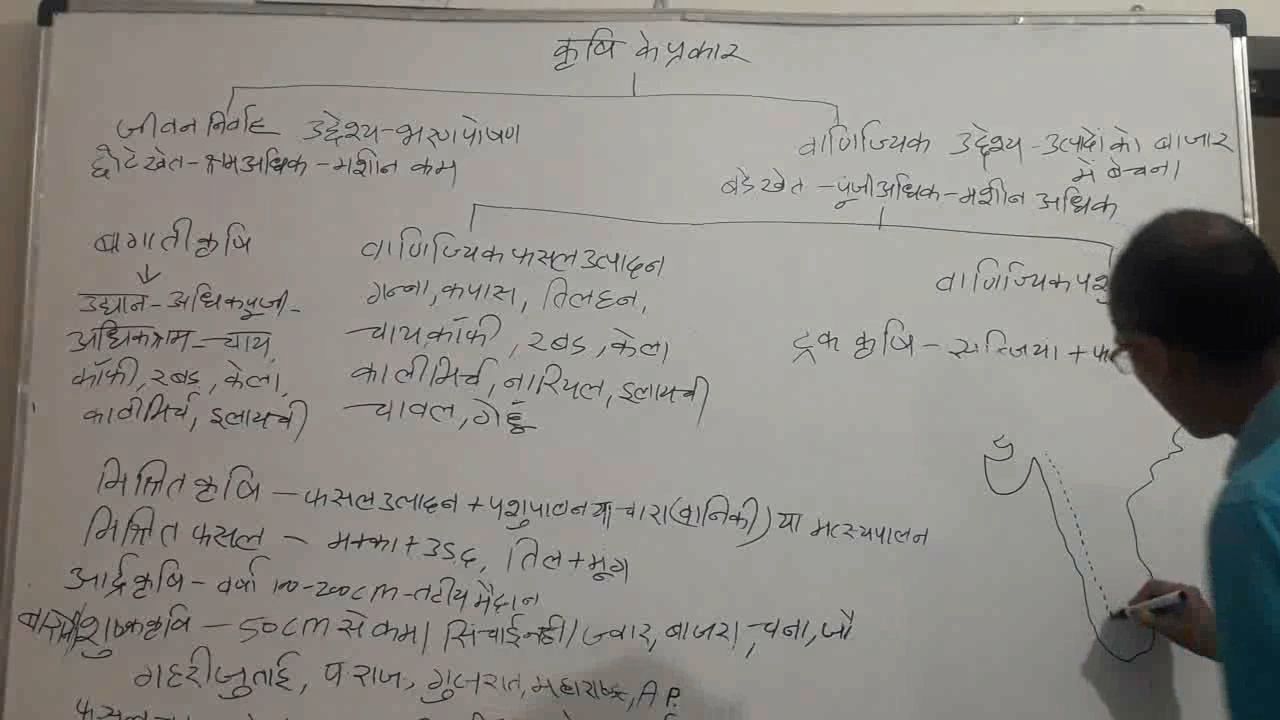 कृषि के प्रकार
जीवन निर्वाह उद्देश्य-भरणपोषण
छोटे खेत-श्रम अधिक-मशीन कम
वाणिज्यिक उद्देश्य-उत्पादों को बाजार
में बेचना
बडे खेत-पूंजी अधिक-मशीन अधिक
बागाती कृषि
उद्यान-अधिक पूजी-
अधिक श्रम-चाय,
कॉफी, रबड़, केला,
काली मिर्च, इलायची
वाणिज्यिक फसल उत्पादन
गन्ना, कपास, तिलहन,
चाय, कॉफी, रबड, केला
काली मिर्च, नारियल, इलायची
चावल, गेहूँ
वाणिज्यिक पशु
ट्रक कृषि-सब्जियां +
मिश्रित कृषि-फसल उत्पादन + पशुपालन या चारा (वानिकी) या मत्स्यपालन
मिश्रित फसल-मक्का + उड़द, तिल + मूंग
आर्द्र कृषि-वर्षा 100-200cm-तटीय मैदान
शुष्क कृषि-50cm से कम। सिंचाई नहीं। ज्वार, बाजरा, चना, जौ
गहरी जुताई, प राज, गुजरात, महाराष्ट्र, A.P.